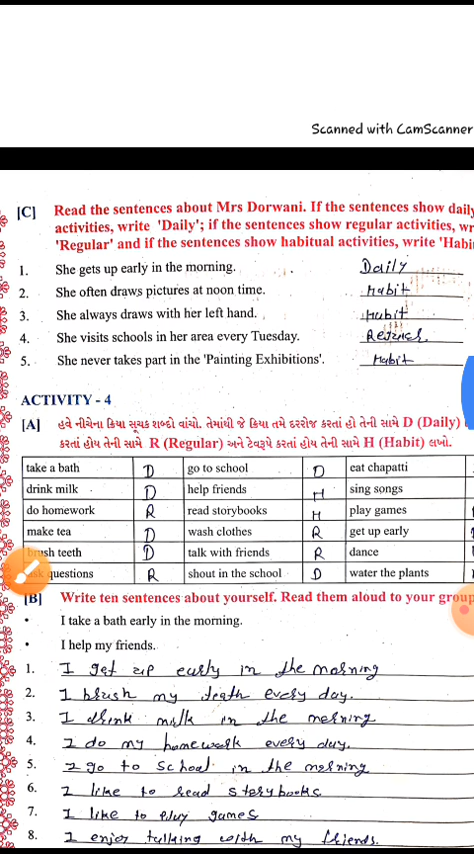 Scanned with CamScanner
[C] Read the sentences about Mrs Dorwani. If the sentences show daily
activities, write 'Daily'; if the sentences show regular activities, wr
'Regular' and if the sentences show habitual activities, write 'Habi
1. She gets up early in the morning. Daily
2. She often draws pictures at noon time. Habit
3. She always draws with her left hand. Habit
4. She visits schools in her area every Tuesday.
5. She never takes part in the 'Painting Exhibitions'. Habit
ACTIVITY - 4
[A] હવે નીચેના ક્રિયા સૂચક શબ્દો વાંચો. તેમાંથી જે ક્રિયા તમે દરરોજ કરતાં હો તેની સામે D (Daily)
કરતાં હોય તેની સામે R (Regular) અને ટેવરૂપે કરતાં હોય તેની સામે H (Habit) લખો.
take a bath D go to school D eat chapatti
drink milk D help friends H sing songs
do homework R read storybooks H play games
make tea D wash clothes R get up early
brush teeth D talk with friends R dance
ask questions R shout in the school D water the plants
[B] Write ten sentences about yourself. Read them aloud to your group
• I take a bath early in the morning.
• I help my friends.
1. I get up early in the morning
2. I brush my teath every day.
3. I drink milk in the morning
4. I do my homework every day.
5. I go to school in the morning
6. I like to read storybooks
7. I like to play games
8. I enjoy talking with my friends.